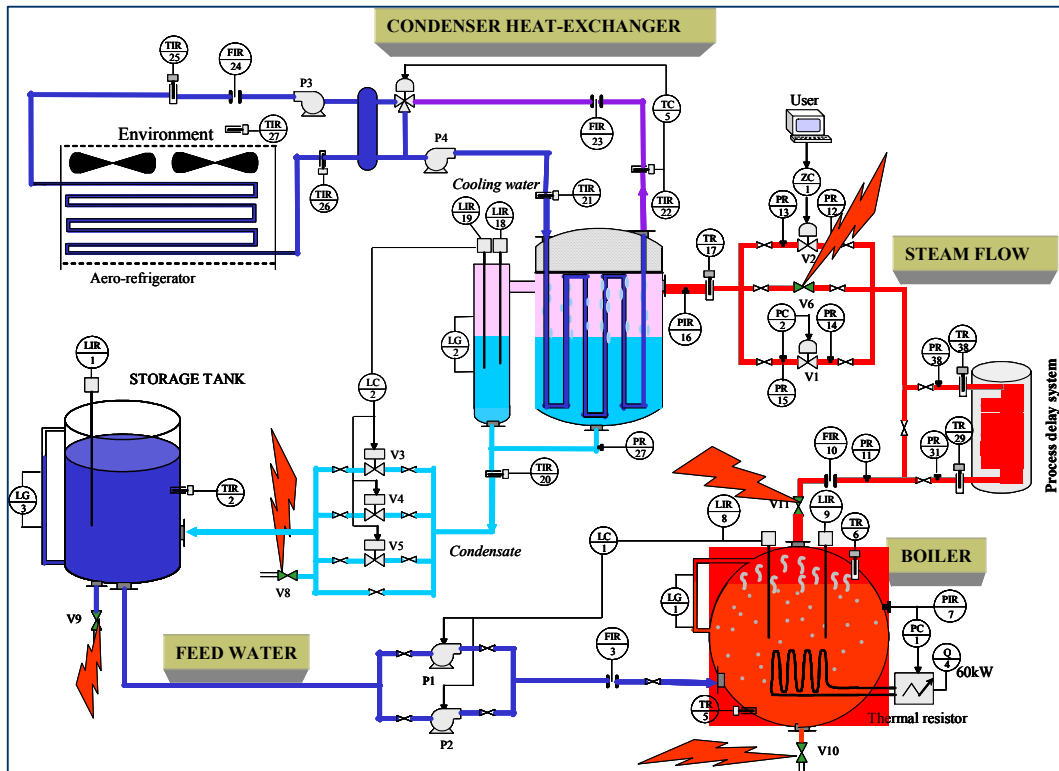 CONDENSER HEAT-EXCHANGER
TIR
25
FIR
24
P3
TC
5
User
Environment
TIR
27
FIR
23
P4
ZC
1
TIR
26
Cooling water
TIR
21
TIR
22
PR
13
PR
12
LIR
19
LIR
18
TR
17
V2
STEAM FLOW
Aero-refrigerator
V6
PIR
16
PC
2
PR
14
LIR
1
LG
2
PR
38
TR
38
STORAGE TANK
LC
2
V1
PR
15
Process delay system
PR
27
V3
FIR
10
PR
11
PR
31
TR
29
LG
3
TIR
2
TIR
20
V4
V11
LIR
8
LIR
9
TR
6
LC
1
V5
Condensate
BOILER
V8
LG
1
PIR
7
V9
PC
1
FEED WATER
FIR
3
Q
4
60kW
P1
TR
5
Thermal resistor
P2
V10